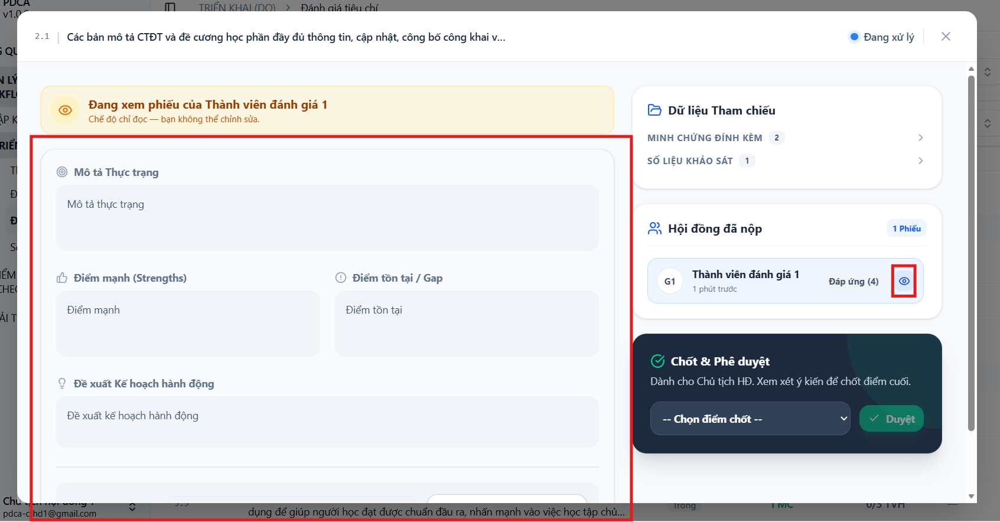 PDCA
v1.0
TRIỂN KHAI (DO) > Đánh giá tiêu chí
2.1 | Các bản mô tả CTĐT và đề cương học phần đầy đủ thông tin, cập nhật, công bố công khai v...
Đang xử lý
Đang xem phiếu của Thành viên đánh giá 1
Chế độ chỉ đọc — bạn không thể chỉnh sửa.
Mô tả Thực trạng
Mô tả thực trạng
Điểm mạnh (Strengths)
Điểm mạnh
Điểm tồn tại / Gap
Điểm tồn tại
Đề xuất Kế hoạch hành động
Đề xuất kế hoạch hành động
Dữ liệu Tham chiếu
MINH CHỨNG ĐÍNH KÈM 2
SỐ LIỆU KHẢO SÁT 1
Hội đồng đã nộp
1 Phiếu
G1
Thành viên đánh giá 1
1 phút trước
Đáp ứng (4)
Chốt & Phê duyệt
Dành cho Chủ tịch HĐ. Xem xét ý kiến để chốt điểm cuối.
-- Chọn điểm chốt --
Duyệt
pdca-cthd1@gmail.com
dụng để giúp người học đạt được chuẩn đầu ra, nhấn mạnh vào việc học tập chủ...
Trong
1 MC
0/3 TVH